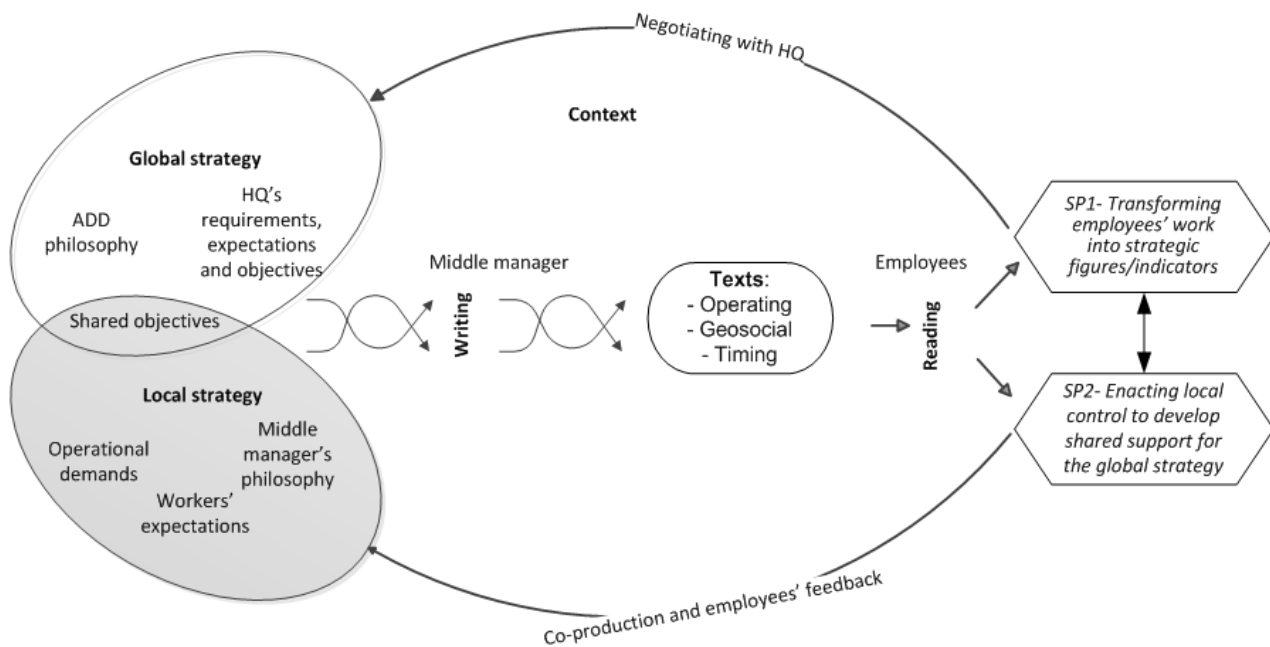 Negotiating with HQ
Context
Global strategy
ADD
philosophy
HQ's
requirements,
expectations
and objectives
Shared objectives
Local strategy
Operational
demands
Middle
manager's
philosophy
Workers'
expectations
Middle manager
Writing
Texts:
- Operating
- Geosocial
- Timing
Employees
Reading
SP1- Transforming
employees' work
into strategic
figures/indicators
SP2- Enacting local
control to develop
shared support for
the global strategy
Co-production and employees' feedback